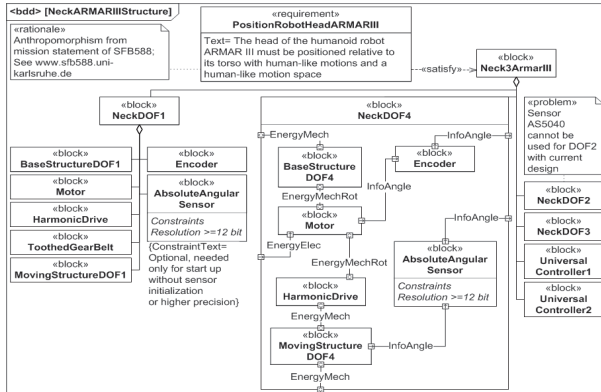 <bdd> [NeckARMARIIIStructure]
«rationale»
Anthropomorphism from
mission statement of SFB588;
See www.sfb588.uni-
karlsruhe.de
«requirement»
PositionRobotHeadARMARIII
Text= The head of the humanoid robot
ARMAR III must be positioned relative to
its torso with human-like motions and a
human-like motion space
«satisfy»
«block»
Neck3ArmarIII
«block»
NeckDOF1
«block»
BaseStructureDOF1
«block»
Motor
«block»
HarmonicDrive
«block»
ToothedGearBelt
«block»
MovingStructureDOF1
«block»
Encoder
«block»
AbsoluteAngular
Sensor
Constraints
Resolution >=12 bit
{ConstraintText=
Optional, needed
only for start up
without sensor
initialization
or higher precision}
«block»
NeckDOF4
EnergyMech
InfoAngle
«block»
BaseStructure
DOF4
«block»
Encoder
EnergyMechRot
InfoAngle
«block»
Motor
InfoAngle
EnergyElec
EnergyMechRot
«block»
AbsoluteAngular
Sensor
Constraints
Resolution >=12 bit
«block»
HarmonicDrive
EnergyMech
«block»
MovingStructure
DOF4
InfoAngle
EnergyMech
«problem»
Sensor
AS5040
cannot be
used for DOF2
with current
design
«block»
NeckDOF2
«block»
NeckDOF3
«block»
Universal
Controller1
«block»
Universal
Controller2